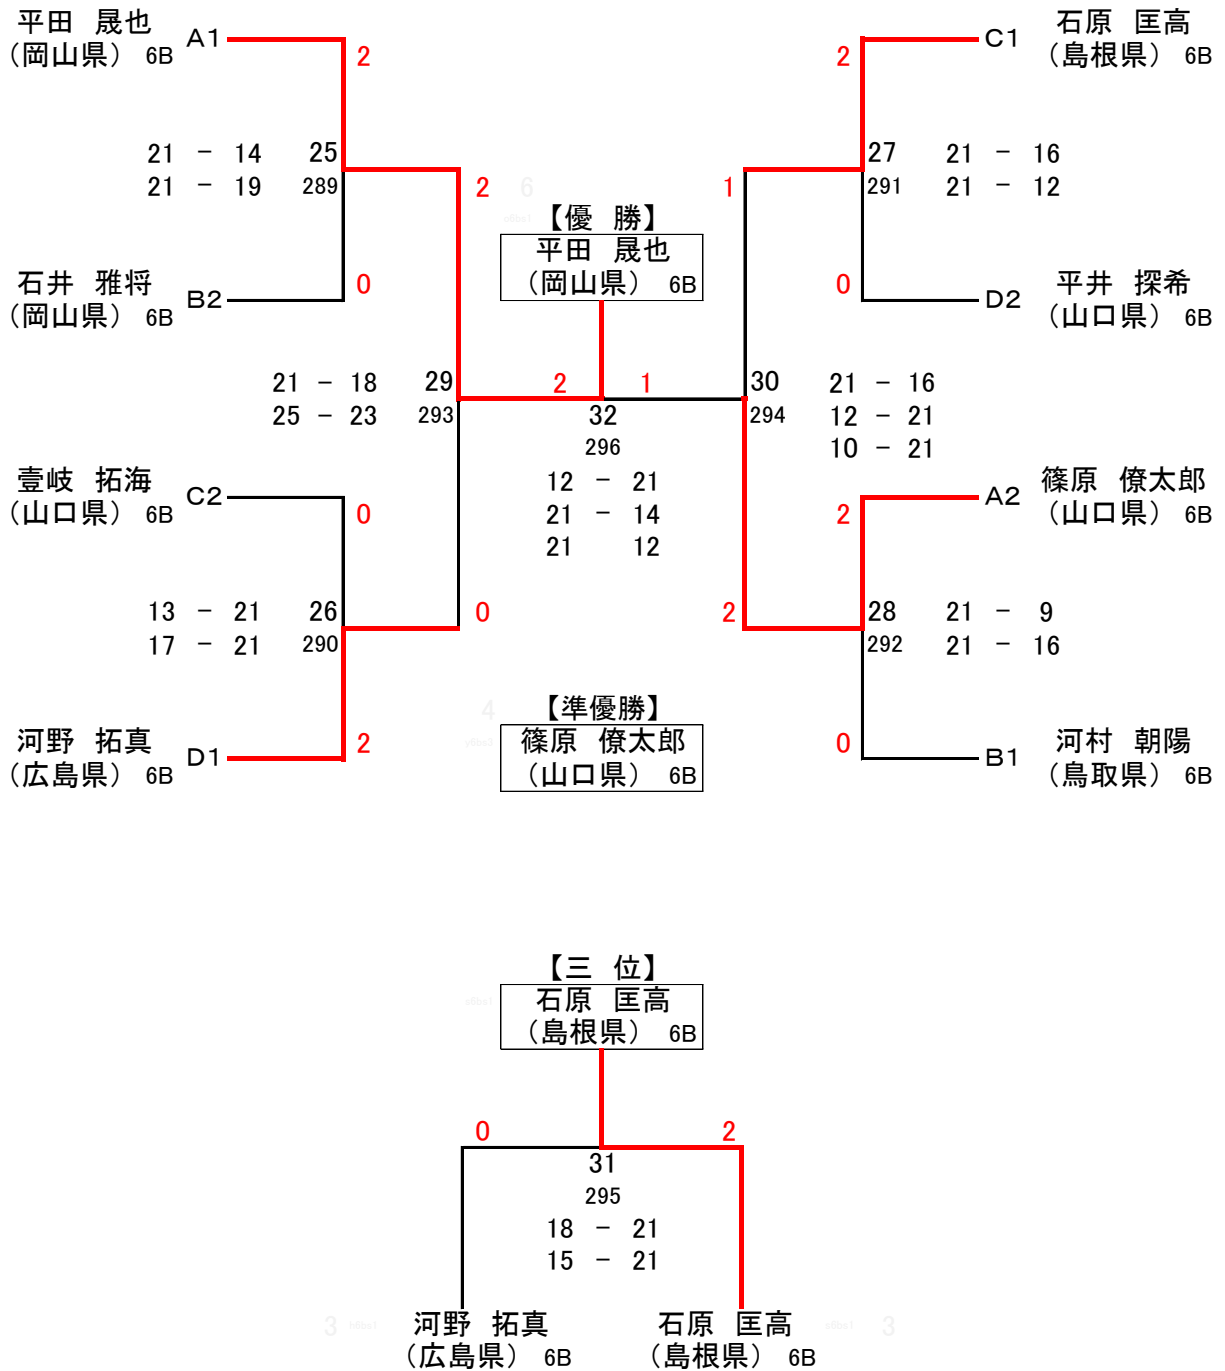 平田 晟也
（岡山県） 6B A1
2
21 － 14 25
21 － 19 289
石井 雅将
（岡山県） 6B B2
0
2
21 － 18 29
25 － 23 293
壹岐 拓海
（山口県） 6B C2
0
13 － 21 26
17 － 21 290
0
河野 拓真
（広島県） 6B D1
2
6
【優 勝】
平田 晟也
（岡山県） 6B
2 1
32
296
12 － 21
21 － 14
21 12
4
【準優勝】
篠原 僚太郎
（山口県） 6B
石原 匡高
C1 （島根県） 6B
2
27 21 － 16
291 21 － 12
1
平井 探希
D2 （山口県） 6B
0
30 21 － 16
294 12 － 21
10 － 21
篠原 僚太郎
A2 （山口県） 6B
2
28 21 － 9
292 21 － 16
2
河村 朝陽
B1 （鳥取県） 6B
0
【三 位】
石原 匡高
（島根県） 6B
0 2
31
295
18 － 21
15 － 21
3 河野 拓真
（広島県） 6B
石原 匡高 3
（島根県） 6B